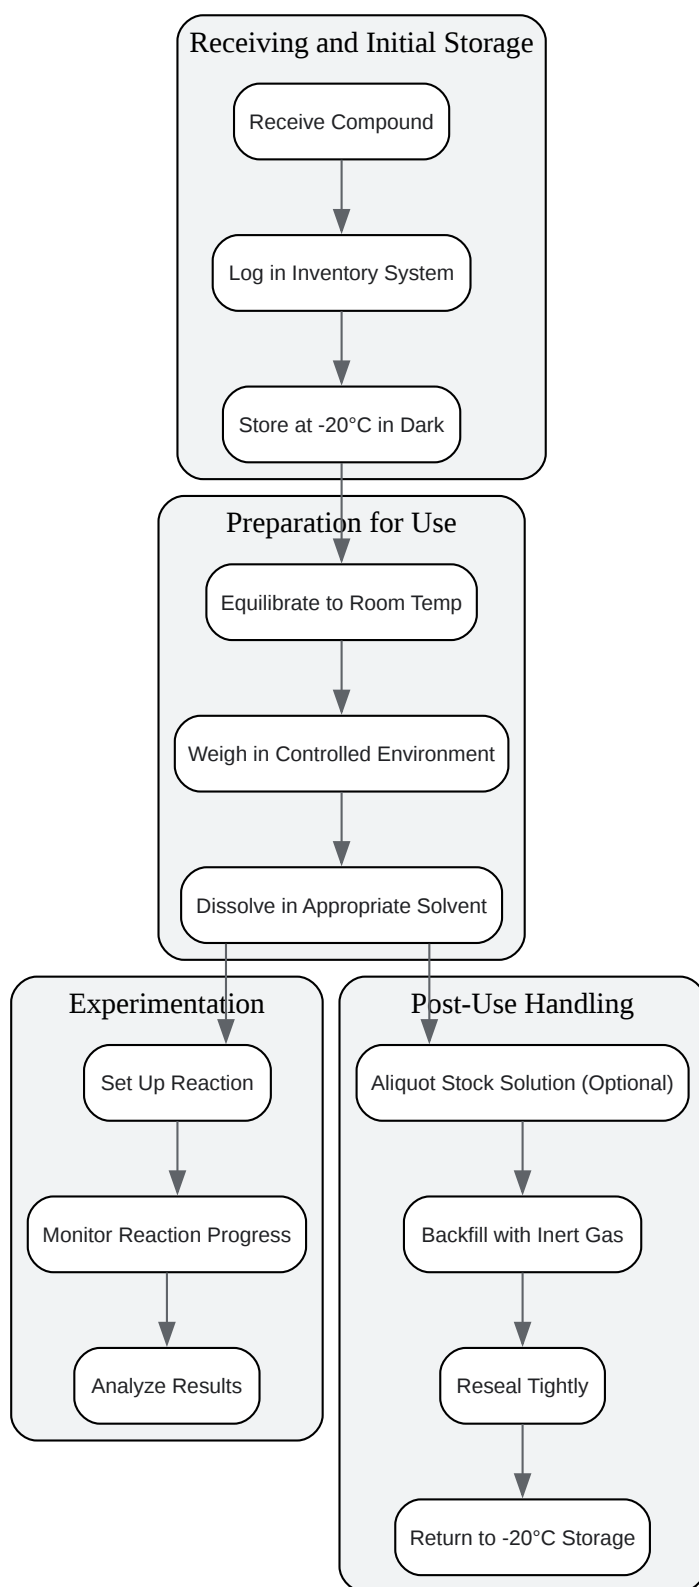 Receiving and Initial Storage
Receive Compound
Log in Inventory System
Store at -20°C in Dark
Preparation for Use
Equilibrate to Room Temp
Weigh in Controlled Environment
Dissolve in Appropriate Solvent
Experimentation
Set Up Reaction
Monitor Reaction Progress
Analyze Results
Post-Use Handling
Aliquot Stock Solution (Optional)
Backfill with Inert Gas
Reseal Tightly
Return to -20°C Storage